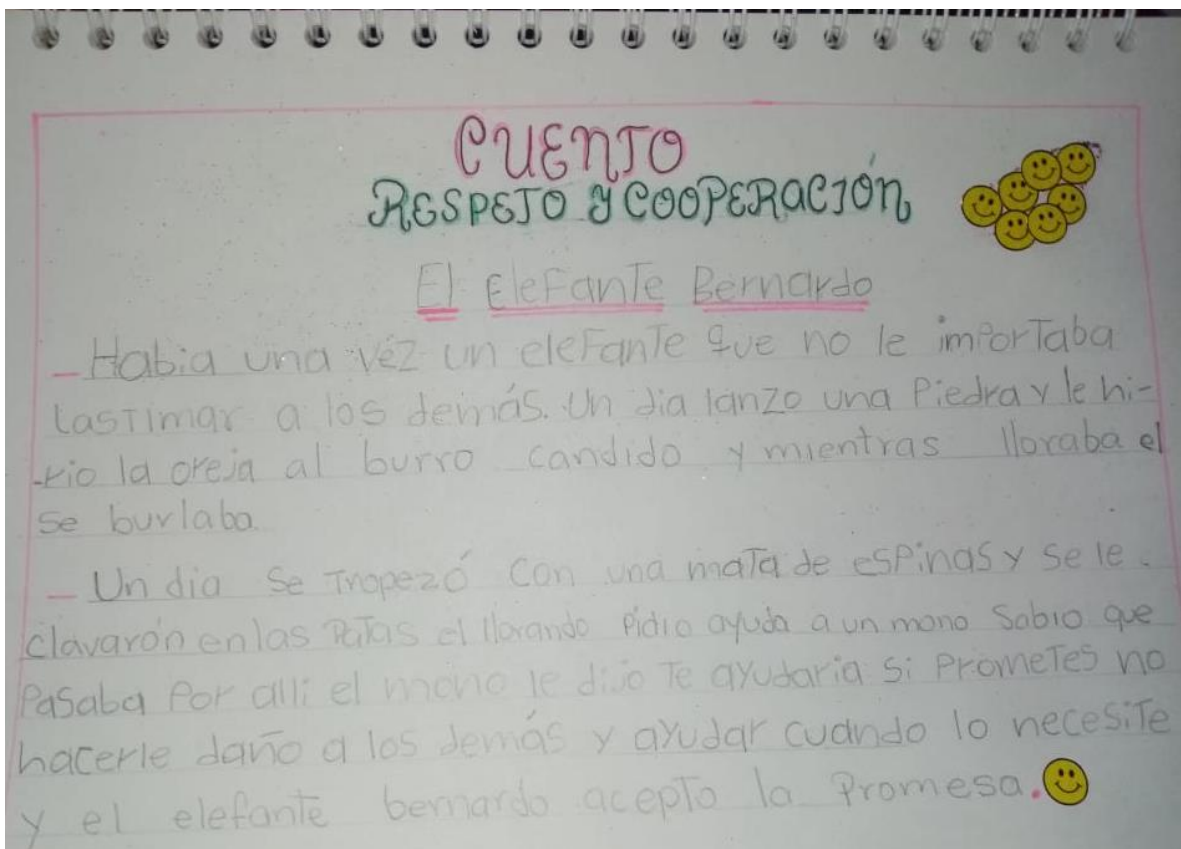 CUENTO
RESPETO Y COOPERACIÓN
El ElEFanTe Bernardo
_ Habia una véz un eleFanTe que no le imporTaba
LasTimar a los demás. Un dia lanzo una Piedra y le hi-
-rio la oreja al burro candido y mientras lloraba el
se burlaba.
_ Un dia Se Tropezó Con una maTa de esPinas y se le.
clavarón en las PaTas el llorando Pidio ayuda a un mono Sabio que
Pasaba Por alli el mono le dijo Te ayudaria Si PromeTes no
hacerle daño a los demás y ayudar cuando lo necesiTe
y el elefante bernardo acepTo la Promesa.